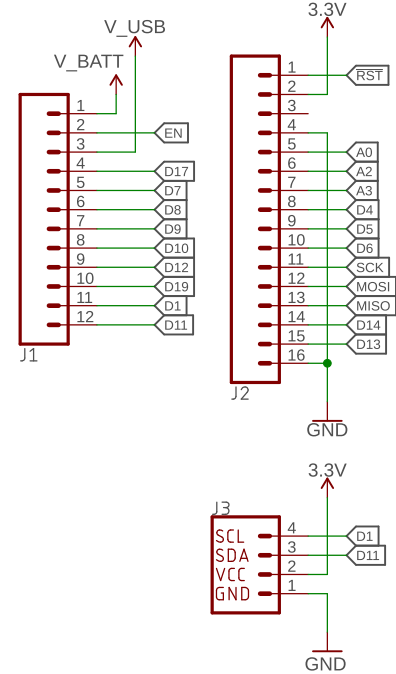 V_USB
V_BATT
1
2 EN
3
4 D17
5 D7
6 D8
7 D9
8 D10
9 D12
10 D19
11 D1
12 D11
J1
3.3V
1 RST
2
3
4
5 A0
6 A2
7 A3
8 D4
9 D5
10 D6
11 SCK
12 MOSI
13 MISO
14 D14
15 D13
16
J2
GND
3.3V
J3
SCL 4 D1
SDA 3 D11
VCC 2
GND 1
GND